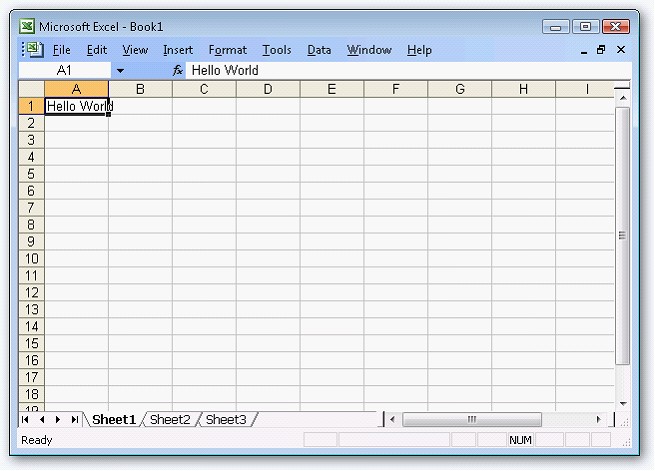 Microsoft Excel - Book1
File Edit View Insert Format Tools Data Window Help
A1 fx Hello World
A B C D E F G H I
1 Hello World
2
3
4
5
6
7
8
9
10
11
12
13
14
15
16
17
18
19
Sheet1 Sheet2 Sheet3
Ready NUM